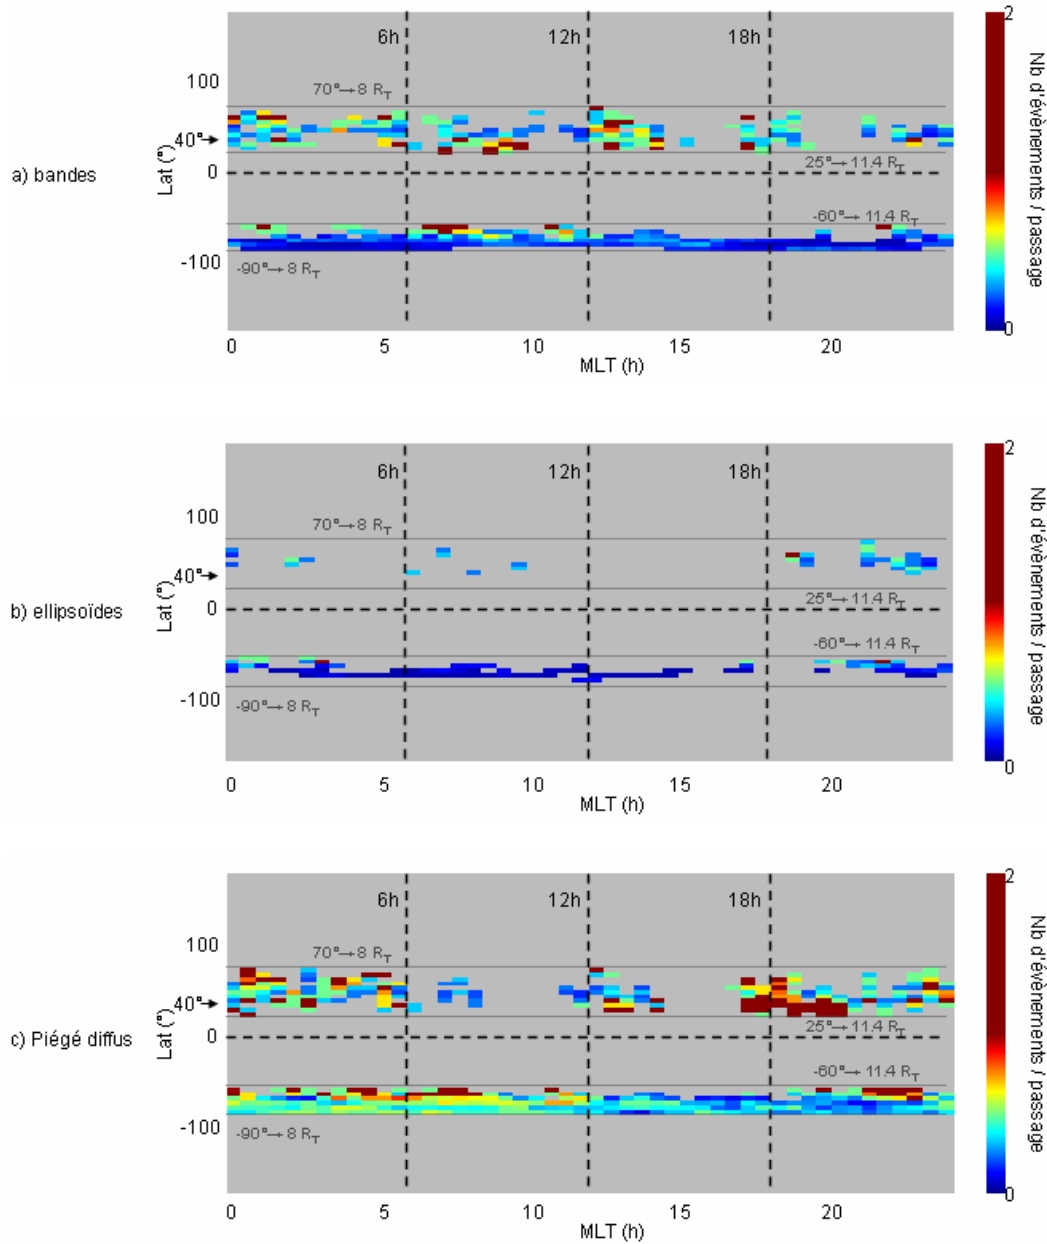 2
6h
12h
18h
100
70°→8 R_T
40°→
Lat (°)
a) bandes
0
25°→11.4 R_T
-60°→11.4 R_T
-100
-90°→8 R_T
0
0 5 10 15 20
MLT (h)
Nb d'évènements / passage
2
6h
12h
18h
100
70°→8 R_T
40°→
Lat (°)
b) ellipsoïdes
0
25°→11.4 R_T
-60°→11.4 R_T
-100
-90°→8 R_T
0
0 5 10 15 20
MLT (h)
Nb d'évènements / passage
2
6h
12h
18h
100
70°→8 R_T
40°→
Lat (°)
c) Piégé diffus
0
25°→11.4 R_T
-60°→11.4 R_T
-100
-90°→8 R_T
0
0 5 10 15 20
MLT (h)
Nb d'évènements / passage